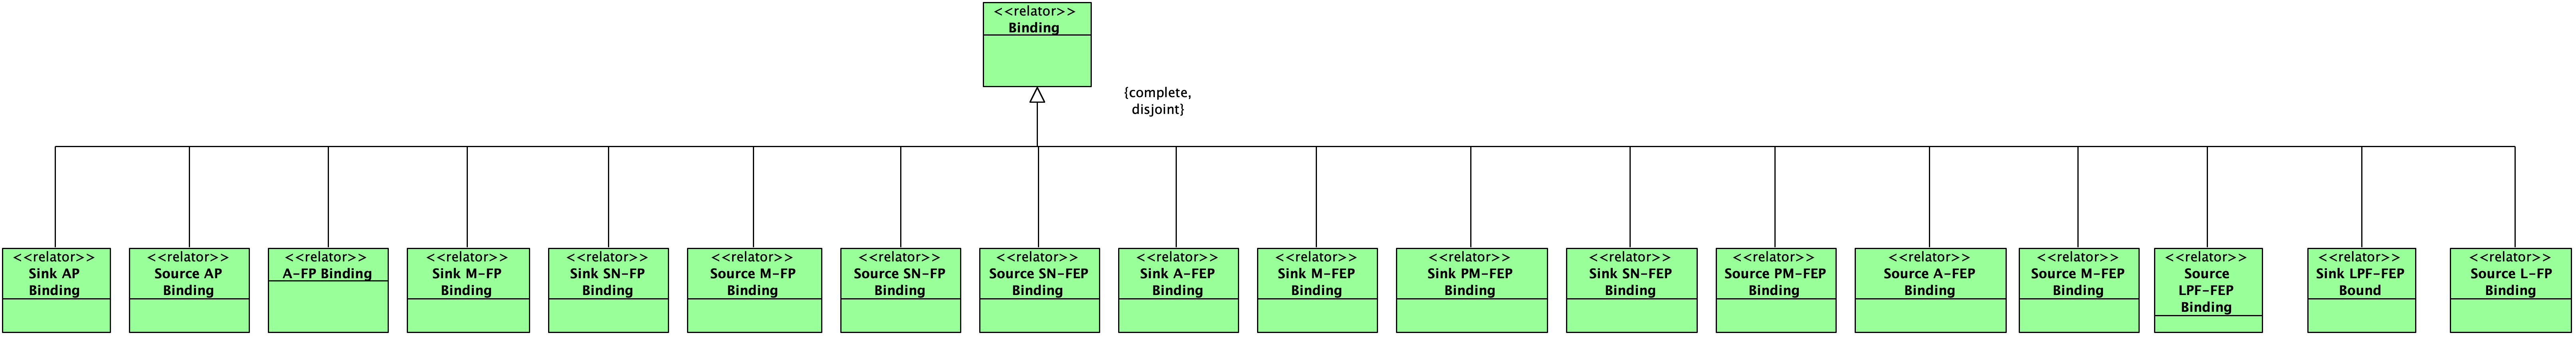 <<relator>>
Binding
{complete,
disjoint}
<<relator>>
Sink AP
Binding
<<relator>>
Source AP
Binding
<<relator>>
A-FP Binding
<<relator>>
Sink M-FP
Binding
<<relator>>
Sink SN-FP
Binding
<<relator>>
Source M-FP
Binding
<<relator>>
Source SN-FP
Binding
<<relator>>
Source SN-FEP
Binding
<<relator>>
Sink A-FEP
Binding
<<relator>>
Sink M-FEP
Binding
<<relator>>
Sink PM-FEP
Binding
<<relator>>
Sink SN-FEP
Binding
<<relator>>
Source PM-FEP
Binding
<<relator>>
Source A-FEP
Binding
<<relator>>
Source M-FEP
Binding
<<relator>>
Source
LPF-FEP
Binding
<<relator>>
Sink LPF-FEP
Bound
<<relator>>
Source L-FP
Binding